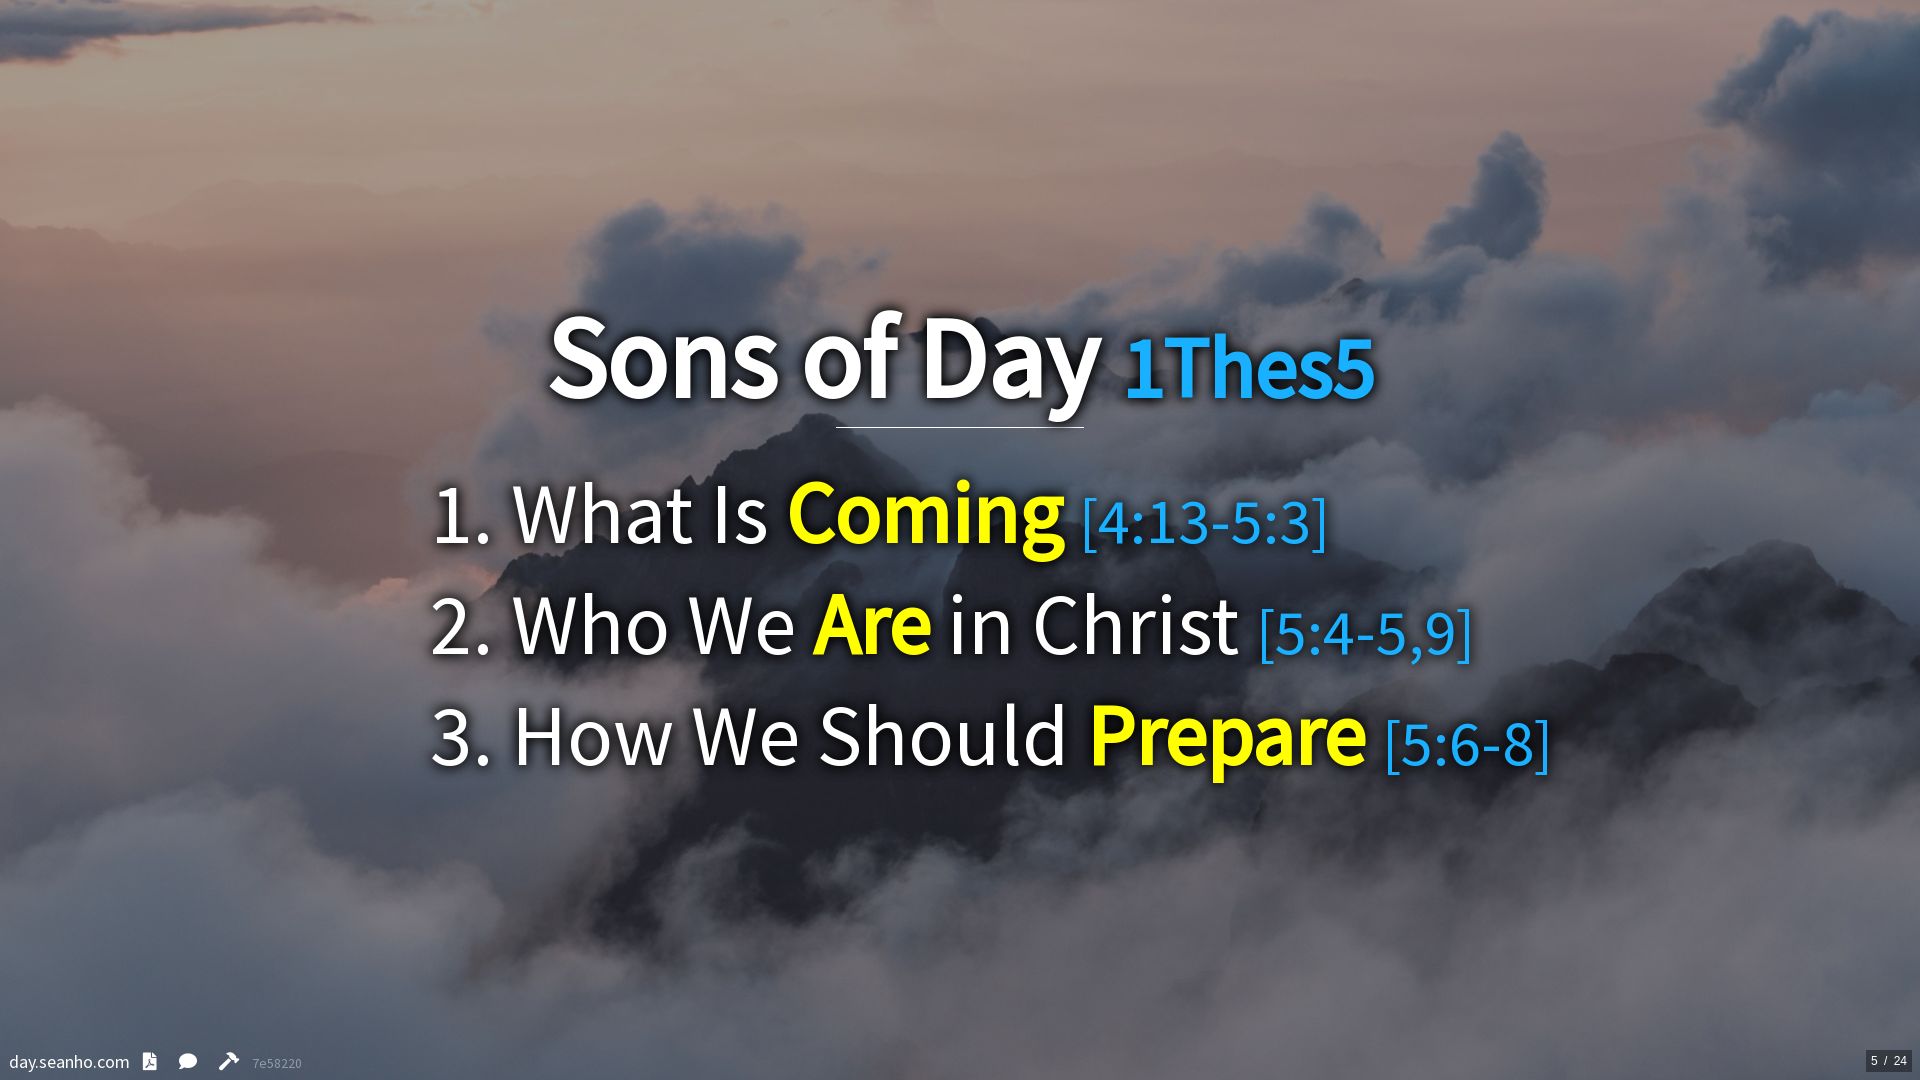 Sons of Day 1Thes5
1. What Is Coming [4:13-5:3]
2. Who We Are in Christ [5:4-5,9]
3. How We Should Prepare [5:6-8]
day.seanho.com 7e58220
5 / 24